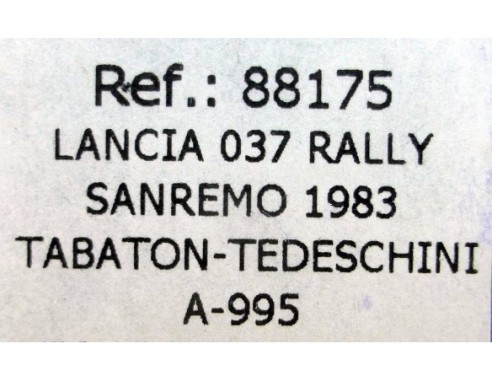 Ref.: 88175
LANCIA 037 RALLY
SANREMO 1983
TABATON-TEDESCHINI
A-995